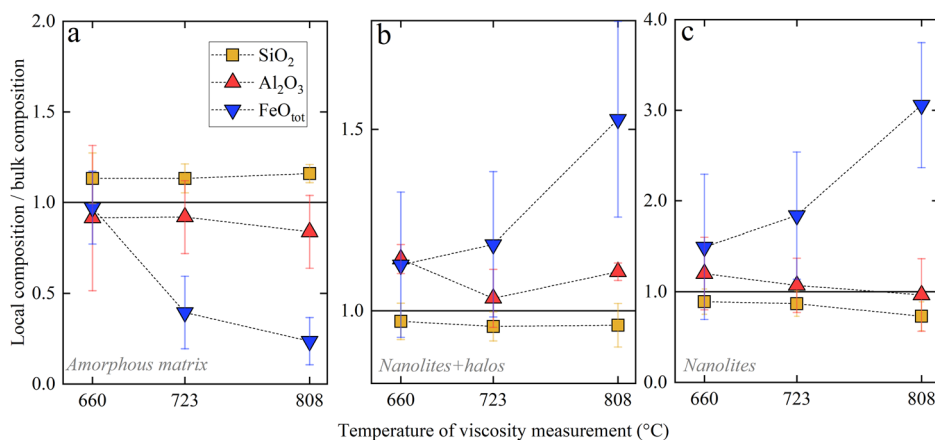 Local composition / bulk composition
a
2.0
1.5
1.0
0.5
0.0
SiO₂
Al₂O₃
FeOtot
Amorphous matrix
660 723 808
b
1.5
1.0
Nanolites+halos
660 723 808
c
4.0
3.0
2.0
1.0
0.0
Nanolites
660 723 808
Temperature of viscosity measurement (°C)